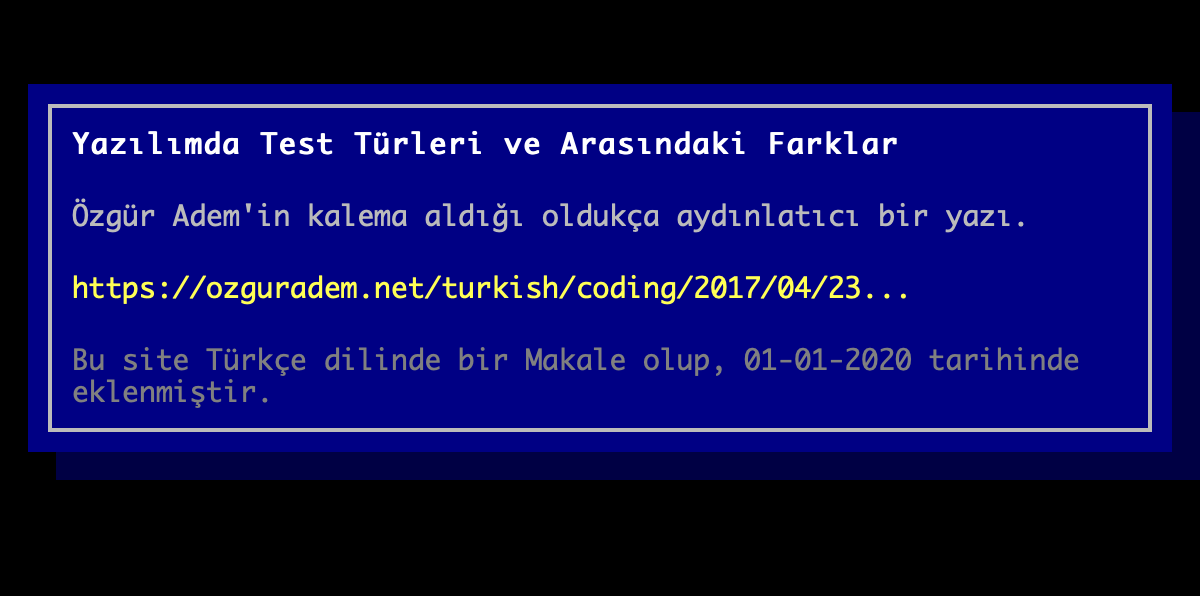 Yazılımda Test Türleri ve Arasındaki Farklar
Özgür Adem'in kalema aldığı oldukça aydınlatıcı bir yazı.
https://ozguradem.net/turkish/coding/2017/04/23...
Bu site Türkçe dilinde bir Makale olup, 01-01-2020 tarihinde
eklenmiştir.